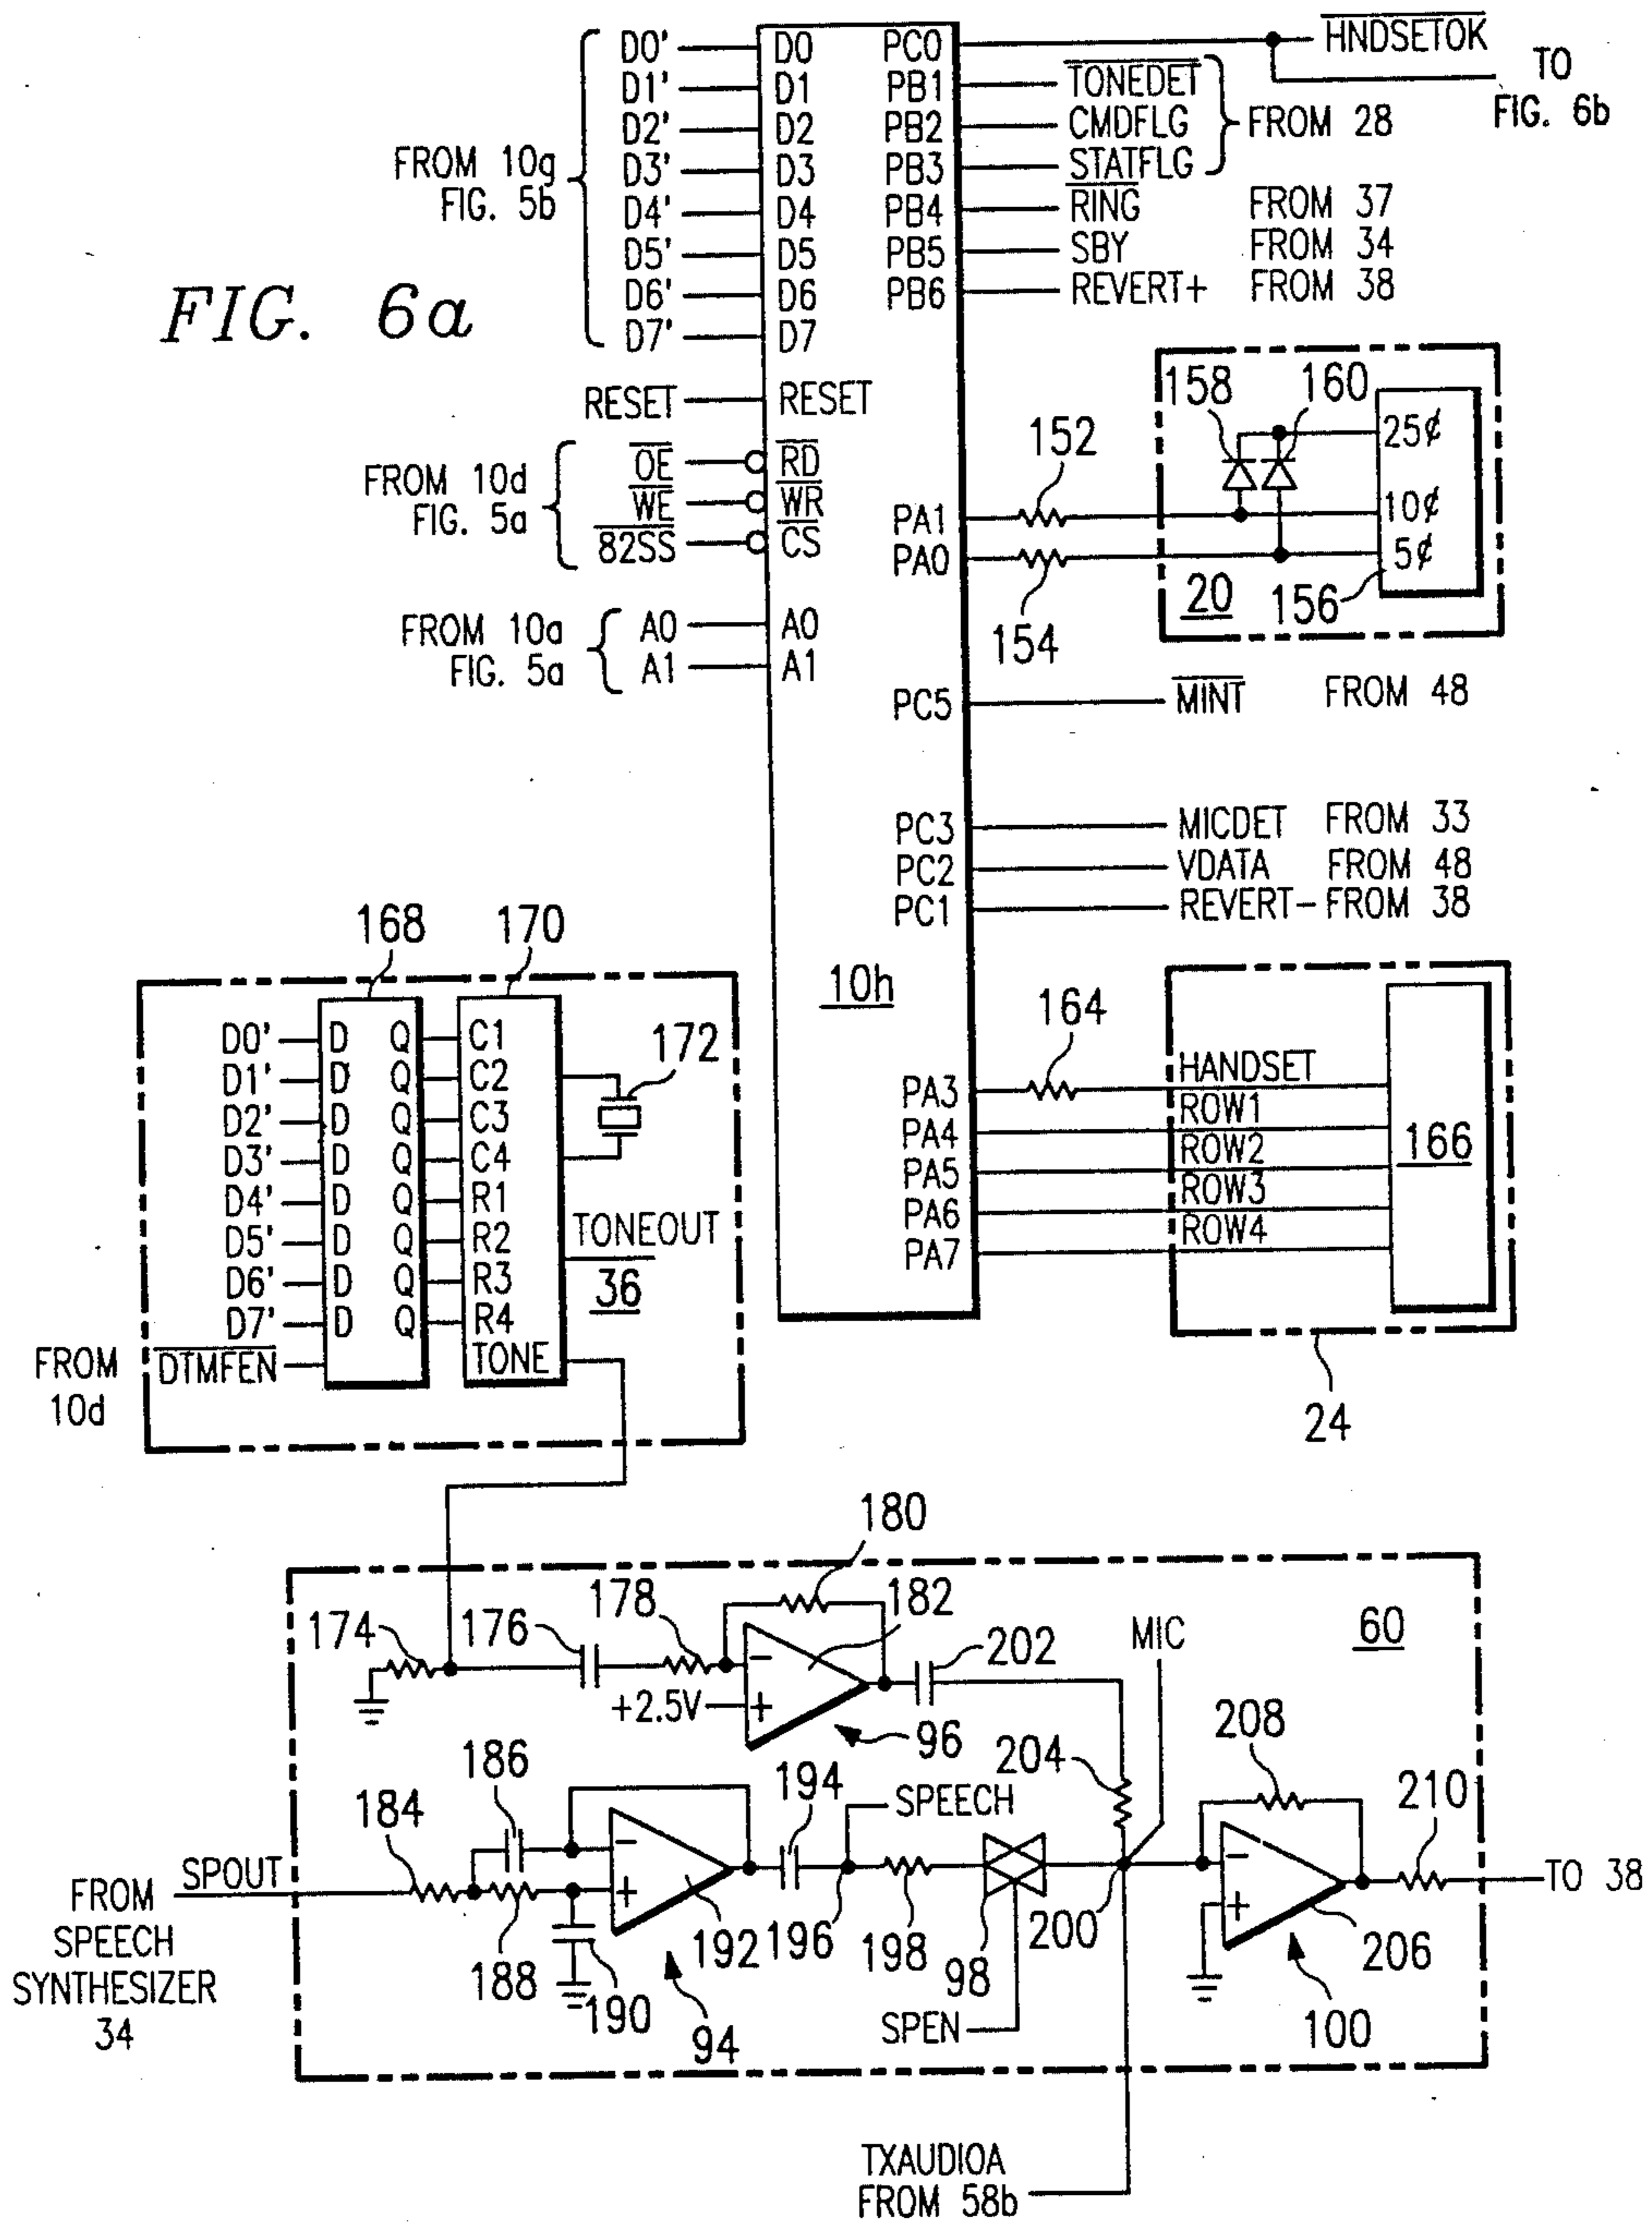 D0' D0 PC0 HNDSETOK
D1' D1 PB1 TONEDET TO
FIG. 6b
D2' D2 PB2 CMDFLG FROM 28
FROM 10g
FIG. 5b
D3' D3 PB3 STATFLG
D4' D4 PB4 RING FROM 37
D5' D5 PB5 SBY FROM 34
D6' D6 PB6 REVERT+ FROM 38
D7' D7
FIG. 6a
RESET RESET
158 160
25¢
FROM 10d
FIG. 5a
OE RD
WE WR
82SS CS
152
PA1 10¢
PA0 5¢
154
20 156
FROM 10a
FIG. 5a
A0 A0
A1 A1
PC5 MINT FROM 48
PC3 MICDET FROM 33
PC2 VDATA FROM 48
PC1 REVERT- FROM 38
10h
168 170
172
D0' D Q C1
D1' D Q C2
D2' D Q C3
D3' D Q C4
D4' D Q R1
D5' D Q R2
D6' D Q R3
D7' D Q R4
TONEOUT
36
FROM
10d
DTMFEN TONE
164
PA3 HANDSET
PA4 ROW1
PA5 ROW2
PA6 ROW3
PA7 ROW4
166
24
180
174 176 178 182
202 MIC 60
- +
+2.5V
96
204
208
186
184
194 SPEECH
210
SPOUT
FROM
SPEECH
SYNTHESIZER
34
- +
188 190 192
94
196 198 98 200
SPEN
- +
206
100
TO 38
TXAUDIOA
FROM 58b